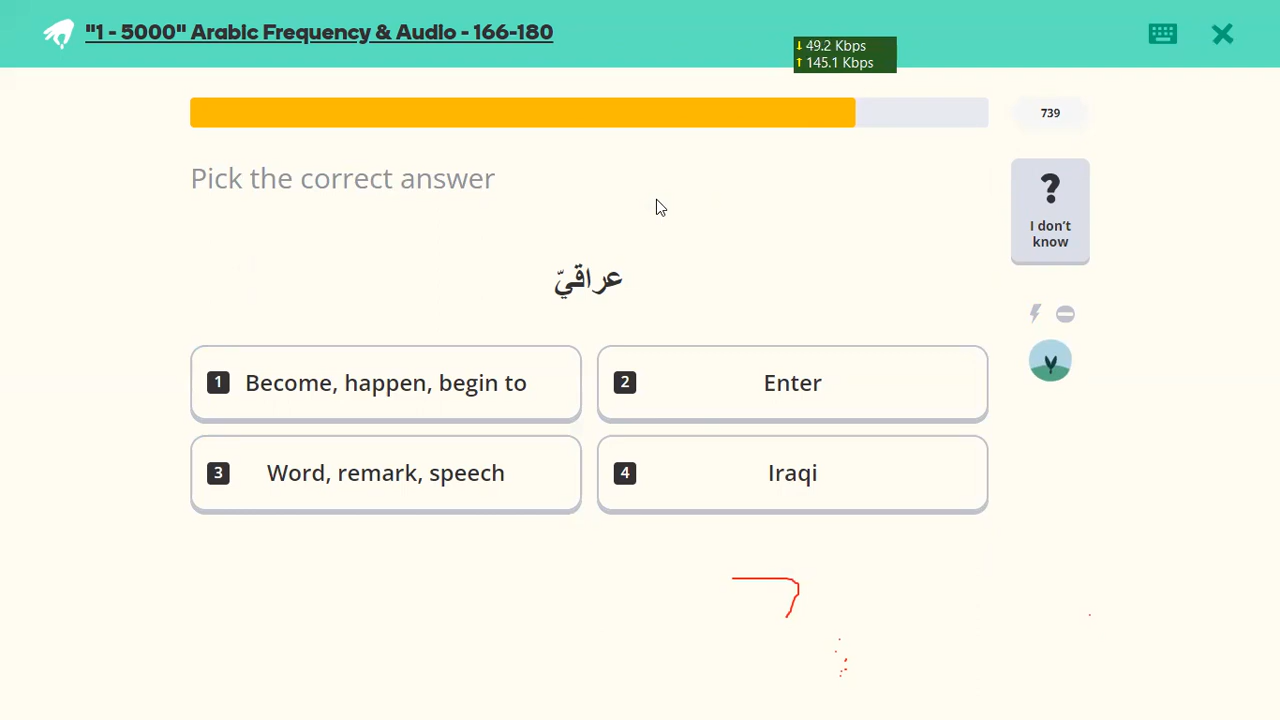 "1 - 5000" Arabic Frequency & Audio - 166-180
↓ 49.2 Kbps
↑ 145.1 Kbps
739
Pick the correct answer
?
I don't
know
عراقيّ
1 Become, happen, begin to
2 Enter
3 Word, remark, speech
4 Iraqi